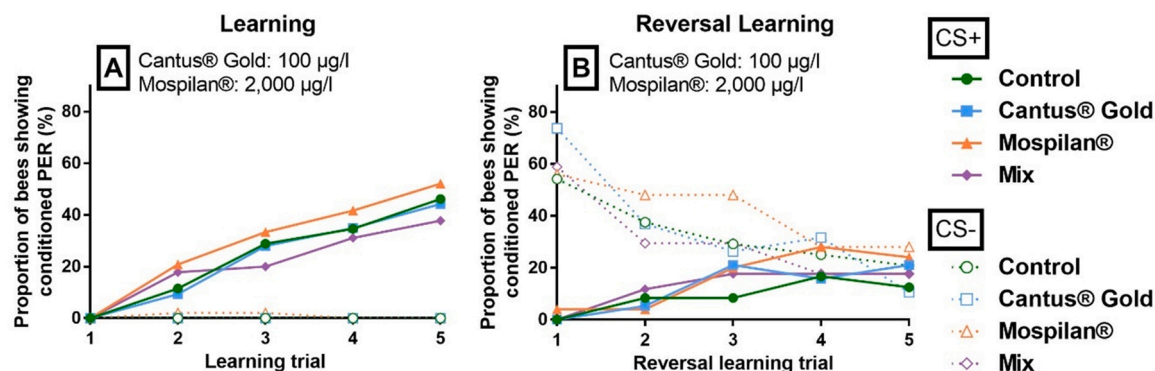 Learning
A
Cantus® Gold: 100 µg/l
Mospilan®: 2,000 µg/l
Proportion of bees showing
conditioned PER (%)
80
60
40
20
0
1 2 3 4 5
Learning trial
Reversal Learning
B
Cantus® Gold: 100 µg/l
Mospilan®: 2,000 µg/l
Proportion of bees showing
conditioned PER (%)
80
60
40
20
0
1 2 3 4 5
Reversal learning trial
CS+
Control
Cantus® Gold
Mospilan®
Mix
CS-
Control
Cantus® Gold
Mospilan®
Mix